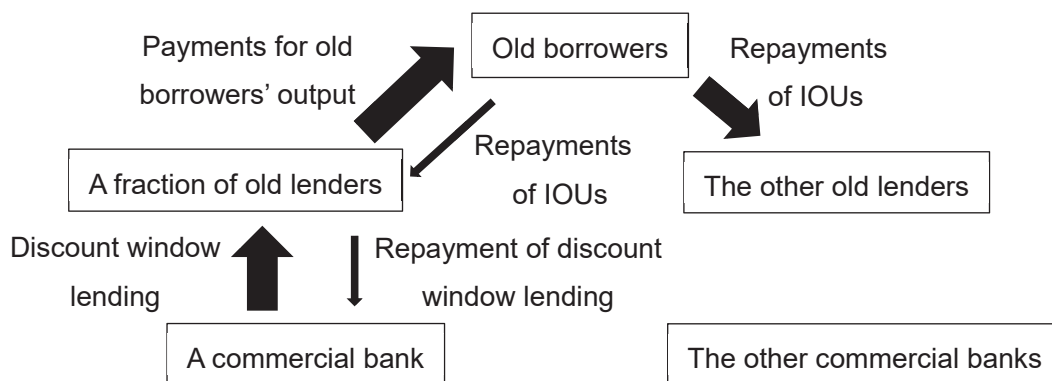 Payments for old
borrowers' output
Old borrowers
Repayments
of IOUs
Repayments
of IOUs
A fraction of old lenders
The other old lenders
Discount window
lending
Repayment of discount
window lending
A commercial bank
The other commercial banks